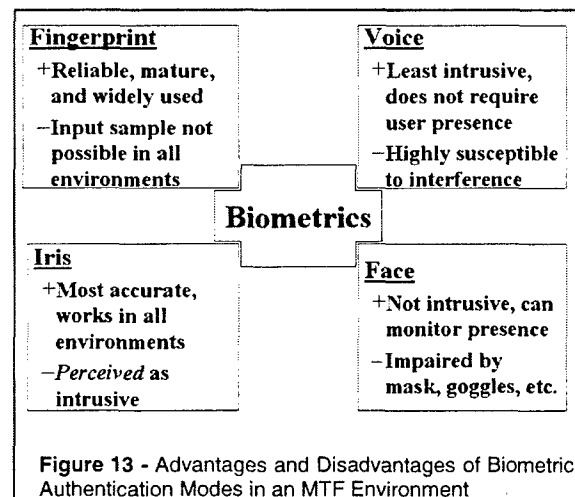 Fingerprint
+Reliable, mature,
and widely used
–Input sample not
possible in all
environments
Voice
+Least intrusive,
does not require
user presence
–Highly susceptible
to interference
Biometrics
Iris
+Most accurate,
works in all
environments
–Perceived as
intrusive
Face
+Not intrusive, can
monitor presence
–Impaired by
mask, goggles, etc.
Figure 13 - Advantages and Disadvantages of Biometric
Authentication Modes in an MTF Environment